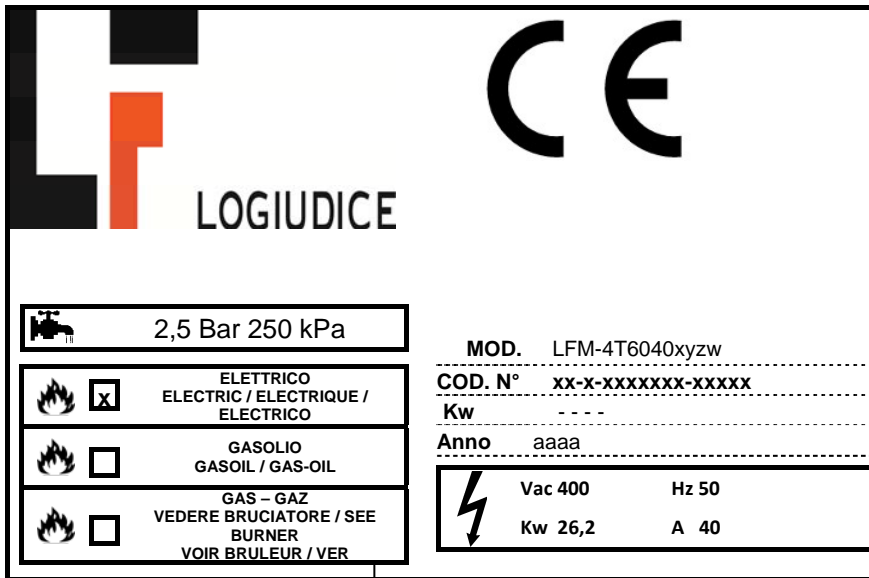 LOGIUDICE
CE
2,5 Bar 250 kPa
x ELETTRICO
ELECTRIC / ELECTRIQUE /
ELECTRICO
GASOLIO
GASOIL / GAS-OIL
GAS – GAZ
VEDERE BRUCIATORE / SEE
BURNER
VOIR BRULEUR / VER
MOD. LFM-4T6040xyzw
COD. N° xx-x-xxxxxxx-xxxxx
Kw - - - -
Anno aaaa
Vac 400 Hz 50
Kw 26,2 A 40